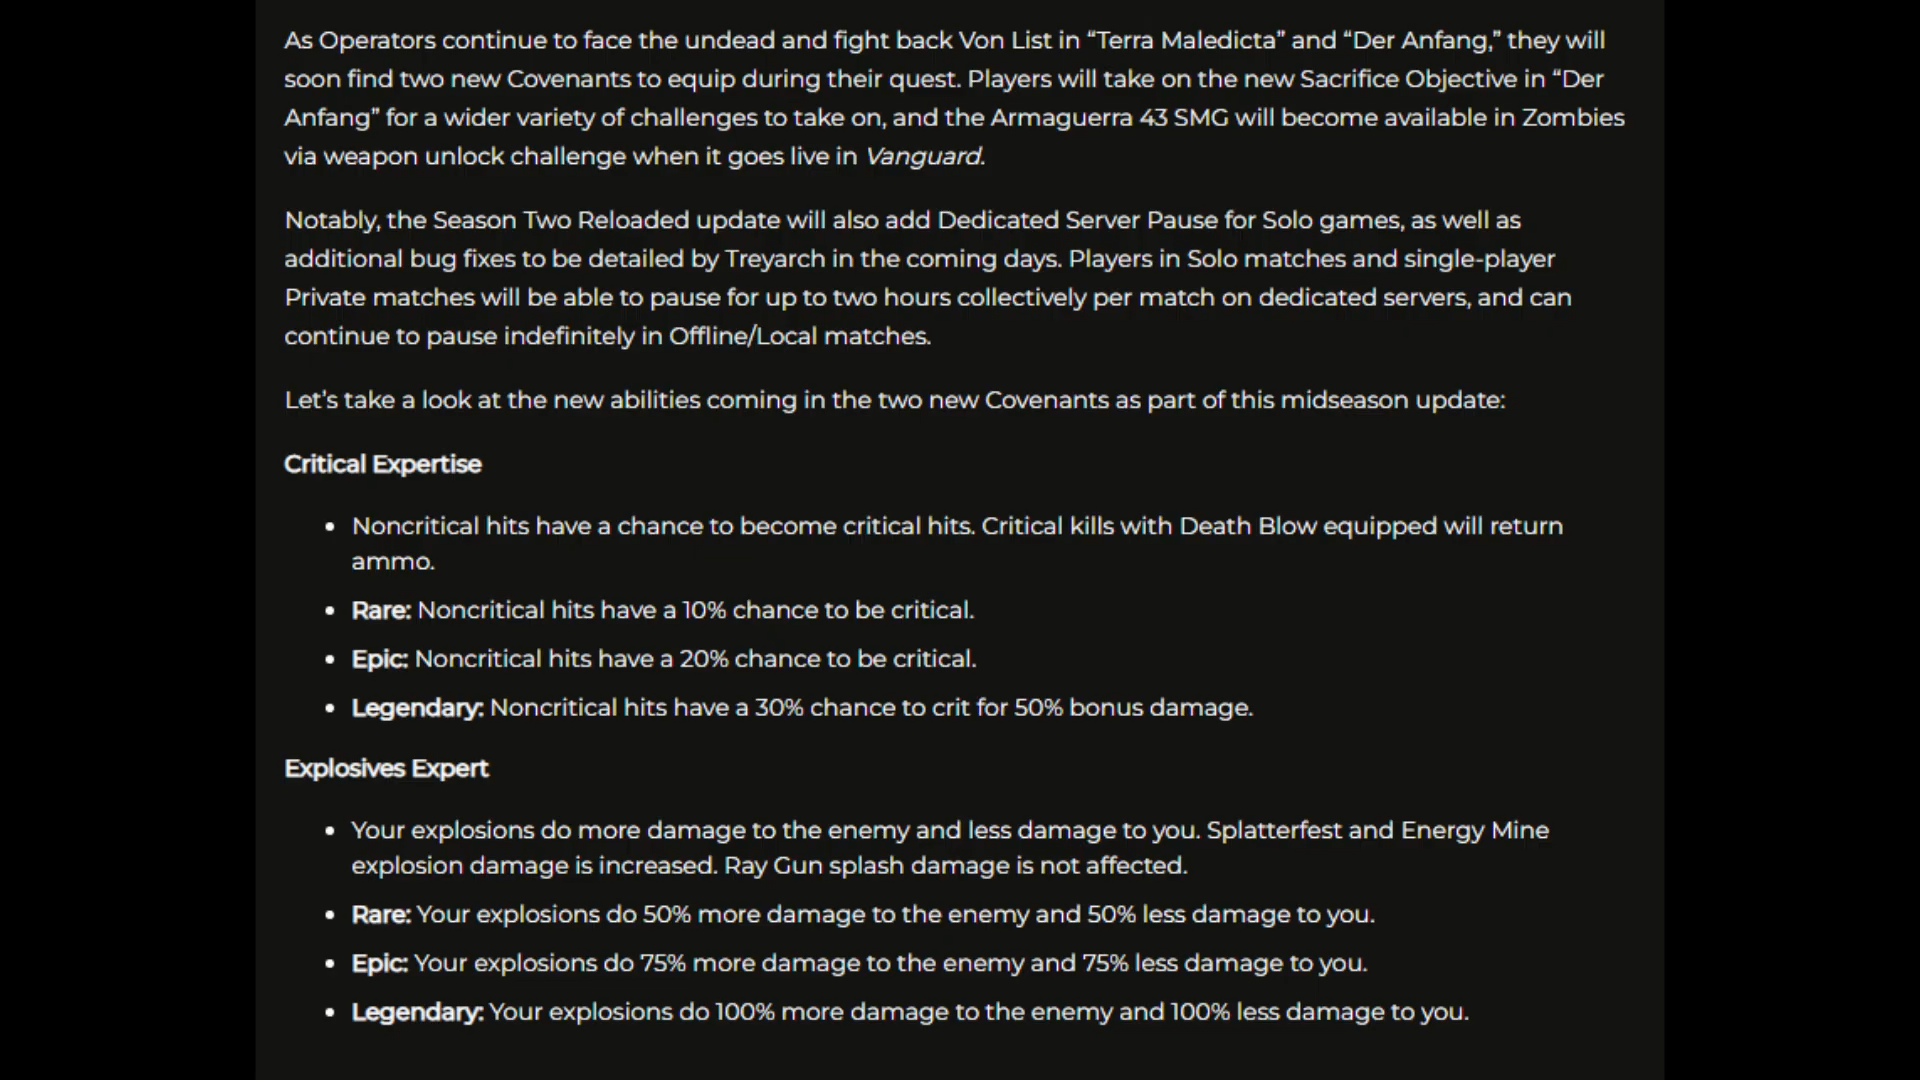 As Operators continue to face the undead and fight back Von List in “Terra Maledicta” and “Der Anfang,” they will
soon find two new Covenants to equip during their quest. Players will take on the new Sacrifice Objective in “Der
Anfang” for a wider variety of challenges to take on, and the Armaguerra 43 SMG will become available in Zombies
via weapon unlock challenge when it goes live in Vanguard.
Notably, the Season Two Reloaded update will also add Dedicated Server Pause for Solo games, as well as
additional bug fixes to be detailed by Treyarch in the coming days. Players in Solo matches and single-player
Private matches will be able to pause for up to two hours collectively per match on dedicated servers, and can
continue to pause indefinitely in Offline/Local matches.
Let’s take a look at the new abilities coming in the two new Covenants as part of this midseason update:
Critical Expertise
• Noncritical hits have a chance to become critical hits. Critical kills with Death Blow equipped will return
ammo.
• Rare: Noncritical hits have a 10% chance to be critical.
• Epic: Noncritical hits have a 20% chance to be critical.
• Legendary: Noncritical hits have a 30% chance to crit for 50% bonus damage.
Explosives Expert
• Your explosions do more damage to the enemy and less damage to you. Splatterfest and Energy Mine
explosion damage is increased. Ray Gun splash damage is not affected.
• Rare: Your explosions do 50% more damage to the enemy and 50% less damage to you.
• Epic: Your explosions do 75% more damage to the enemy and 75% less damage to you.
• Legendary: Your explosions do 100% more damage to the enemy and 100% less damage to you.